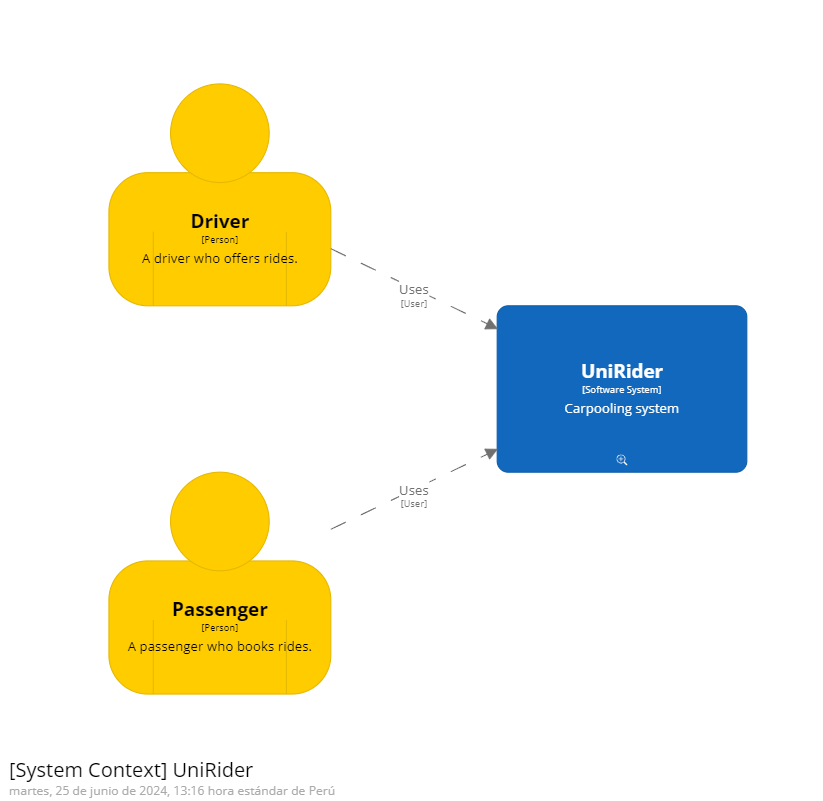 Driver
[Person]
A driver who offers rides.
Uses
[User]
UniRider
[Software System]
Carpooling system
Uses
[User]
Passenger
[Person]
A passenger who books rides.
[System Context] UniRider
martes, 25 de junio de 2024, 13:16 hora estándar de Perú